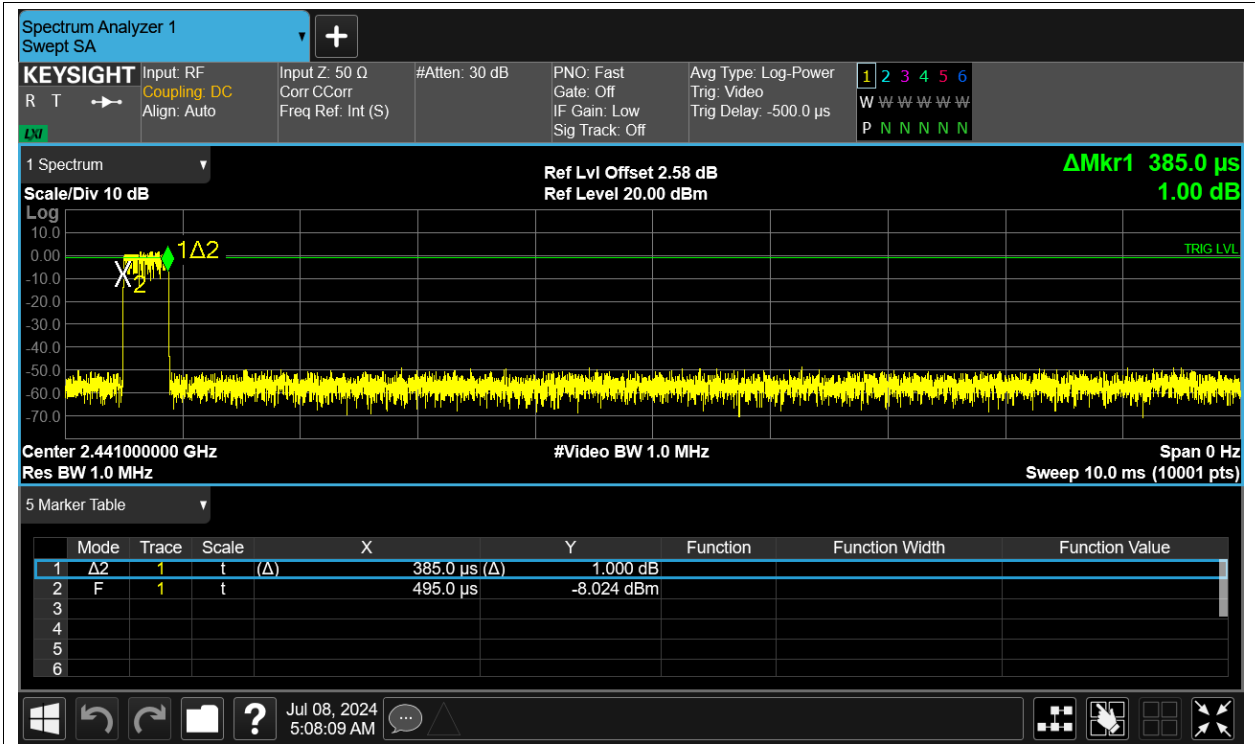 Spectrum Analyzer 1
Swept SA
+
KEYSIGHT Input: RF Input Z: 50 Ω #Atten: 30 dB PNO: Fast Avg Type: Log-Power 1 2 3 4 5 6
R T Coupling: DC Corr CCorr Gate: Off Trig: Video W W W W W W
Align: Auto Freq Ref: Int (S) IF Gain: Low Trig Delay: -500.0 µs
LXI Sig Track: Off P N N N N N
1 Spectrum Ref Lvl Offset 2.58 dB ΔMkr1 385.0 µs
Scale/Div 10 dB Ref Level 20.00 dBm 1.00 dB
Log
10.0
0.00 1Δ2 TRIG LVL
-10.0 X2
-20.0
-30.0
-40.0
-50.0
-60.0
-70.0
Center 2.441000000 GHz #Video BW 1.0 MHz Span 0 Hz
Res BW 1.0 MHz Sweep 10.0 ms (10001 pts)
5 Marker Table
Mode Trace Scale X Y Function Function Width Function Value
1 Δ2 1 t (Δ) 385.0 µs (Δ) 1.000 dB
2 F 1 t 495.0 µs -8.024 dBm
3
4
5
6
? Jul 08, 2024
5:08:09 AM